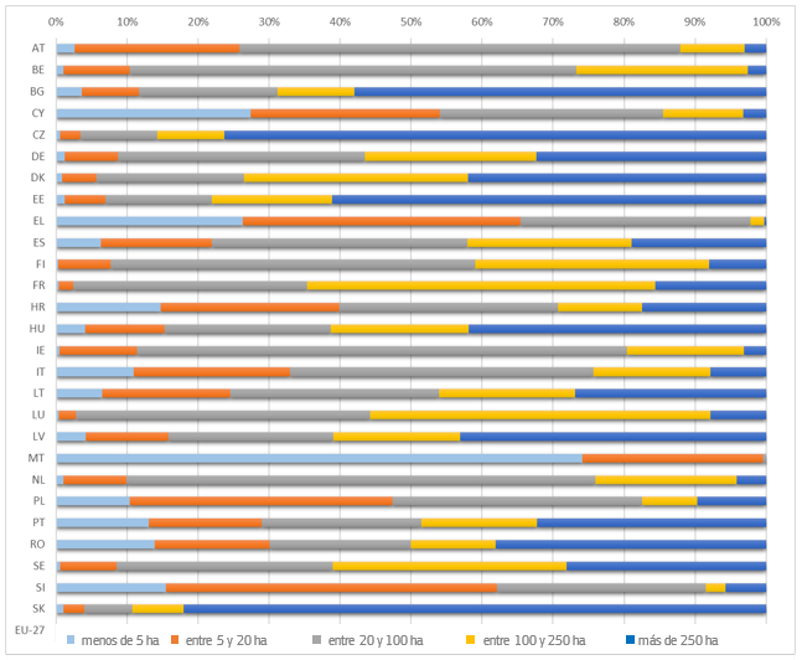 0% 10% 20% 30% 40% 50% 60% 70% 80% 90% 100%
AT
BE
BG
CY
CZ
DE
DK
EE
EL
ES
FI
FR
HR
HU
IE
IT
LT
LU
LV
MT
NL
PL
PT
RO
SE
SI
SK
EU-27
menos de 5 ha entre 5 y 20 ha entre 20 y 100 ha entre 100 y 250 ha más de 250 ha